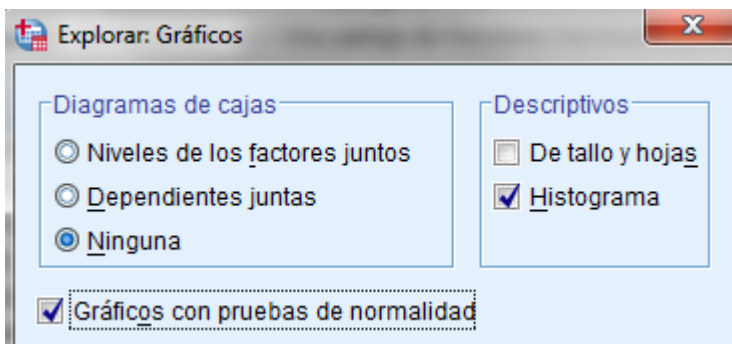 Explorar: Gráficos
Diagramas de cajas
Niveles de los factores juntos
Dependientes juntas
Ninguna
Descriptivos
De tallo y hojas
Histograma
Gráficos con pruebas de normalidad